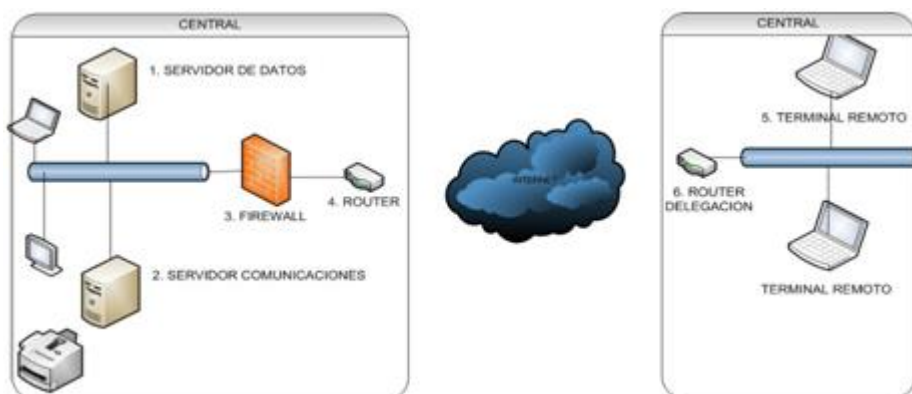 CENTRAL
1. SERVIDOR DE DATOS
3. FIREWALL
4. ROUTER
2. SERVIDOR COMUNICACIONES
INTERNET
CENTRAL
5. TERMINAL REMOTO
6. ROUTER
DELEGACION
TERMINAL REMOTO